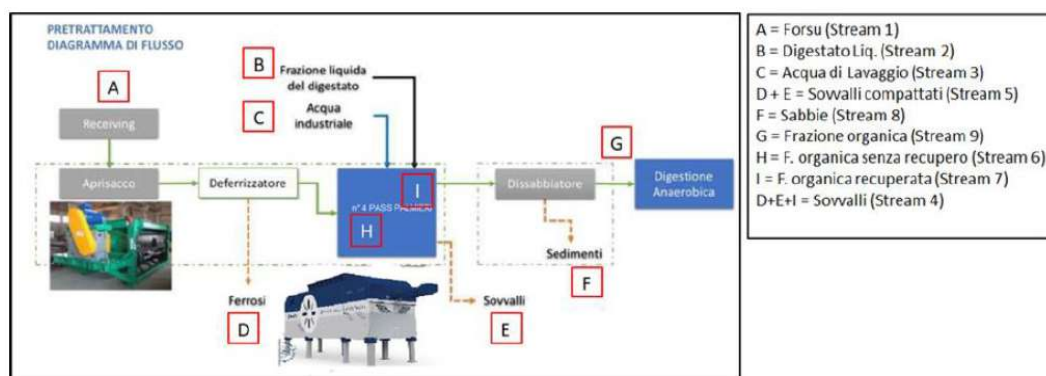 PRETRATTAMENTO
DIAGRAMMA DI FLUSSO
A
B
Frazione liquida
del digestato
C
Acqua
industriale
Receiving
G
Aprisacco
Deferrizzatore
I
n°4 PASS
H
Dissabbiatore
Digestione
Anaerobica
Ferrosi
D
Sovvalli
E
Sedimenti
F
A = Forsu (Stream 1)
B = Digestato Liq. (Stream 2)
C = Acqua di Lavaggio (Stream 3)
D + E = Sovvalli compattati (Stream 5)
F = Sabbie (Stream 8)
G = Frazione organica (Stream 9)
H = F. organica senza recupero (Stream 6)
I = F. organica recuperata (Stream 7)
D+E+I = Sovvalli (Stream 4)